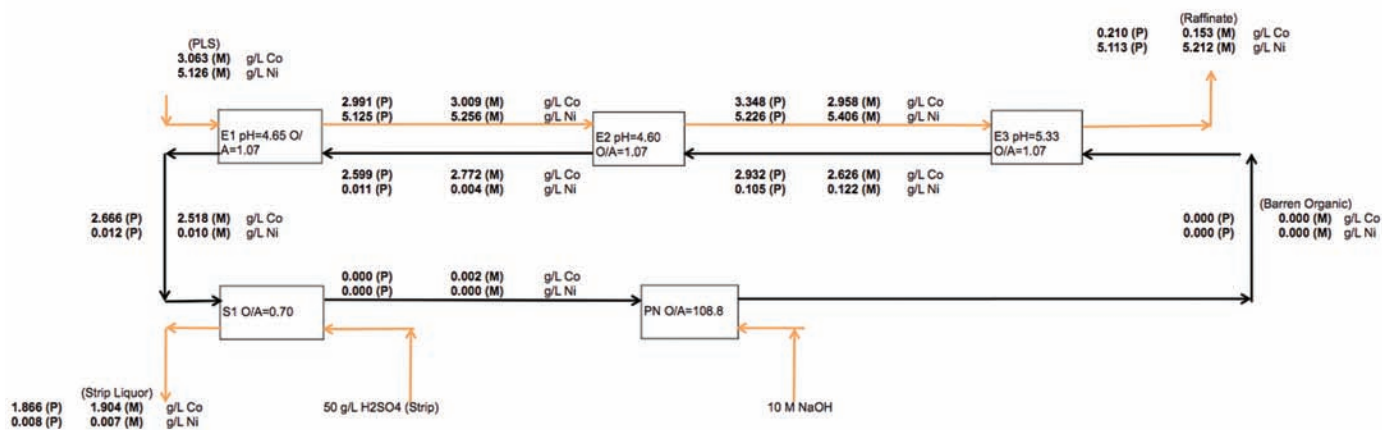 (PLS)
3.063 (M) g/L Co
5.126 (M) g/L Ni
(Raffinate)
0.210 (P) 0.153 (M) g/L Co
5.113 (P) 5.212 (M) g/L Ni
2.991 (P) 3.009 (M) g/L Co
5.125 (P) 5.256 (M) g/L Ni
3.348 (P) 2.958 (M) g/L Co
5.226 (P) 5.406 (M) g/L Ni
E1 pH=4.65 O/
A=1.07
E2 pH=4.60
O/A=1.07
E3 pH=5.33
O/A=1.07
2.599 (P) 2.772 (M) g/L Co
0.011 (P) 0.004 (M) g/L Ni
2.932 (P) 2.626 (M) g/L Co
0.105 (P) 0.122 (M) g/L Ni
2.666 (P) 2.518 (M) g/L Co
0.012 (P) 0.010 (M) g/L Ni
(Barren Organic)
0.000 (P) 0.000 (M) g/L Co
0.000 (P) 0.000 (M) g/L Ni
0.000 (P) 0.002 (M) g/L Co
0.000 (P) 0.000 (M) g/L Ni
S1 O/A=0.70
PN O/A=108.8
(Strip Liquor)
1.866 (P) 1.904 (M) g/L Co
0.008 (P) 0.007 (M) g/L Ni
50 g/L H2SO4 (Strip)
10 M NaOH